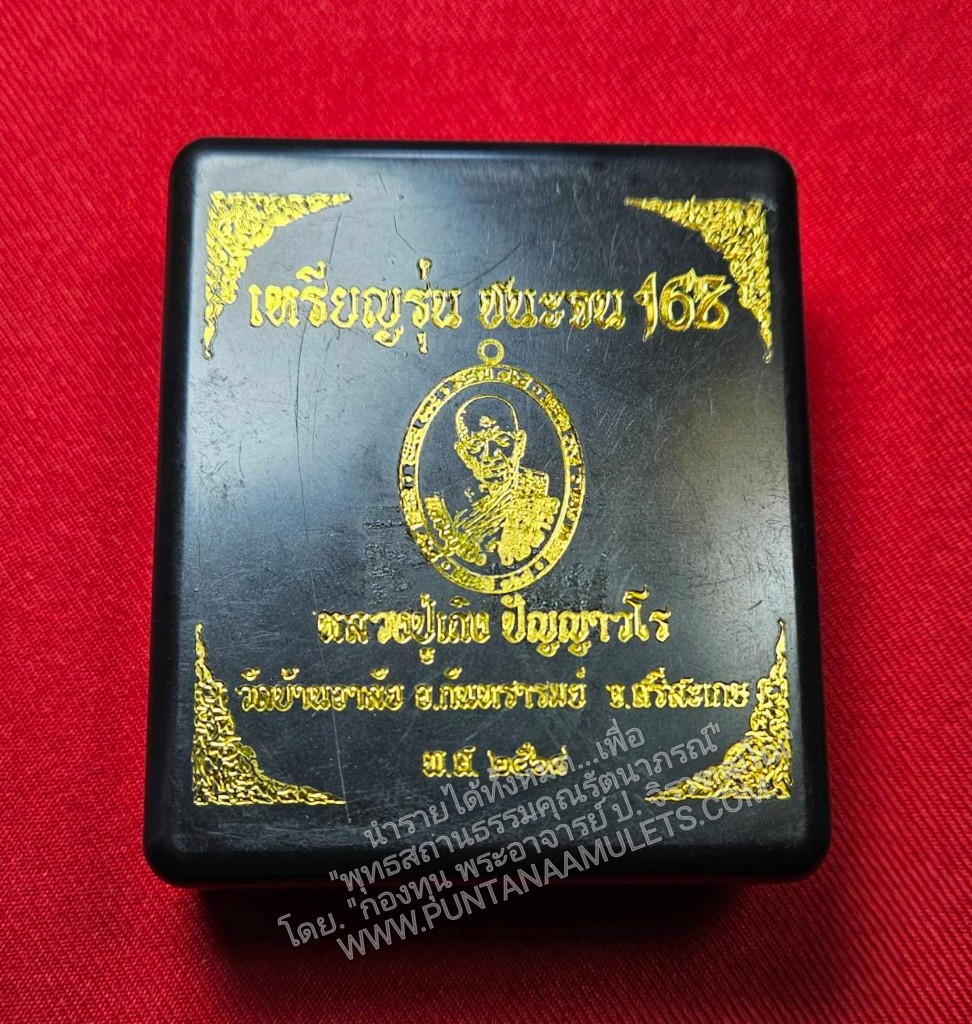 เหรียญรุ่น ชนะจน 168
หลวงปู่เกิ่ง ปัญญาวโร
วัดบ้านอาลัย อ.กันทรารมย์ จ.ศรีสะเกษ
พ.ศ. ๒๕๖๔
นำรายได้ทั้งหมด...เพื่อ
"พุทธสถานธรรมคุณรัตนาภรณ์"
โดย. "กองทุน พระอาจารย์ ป.
WWW.PUNTANAAMULETS.COM